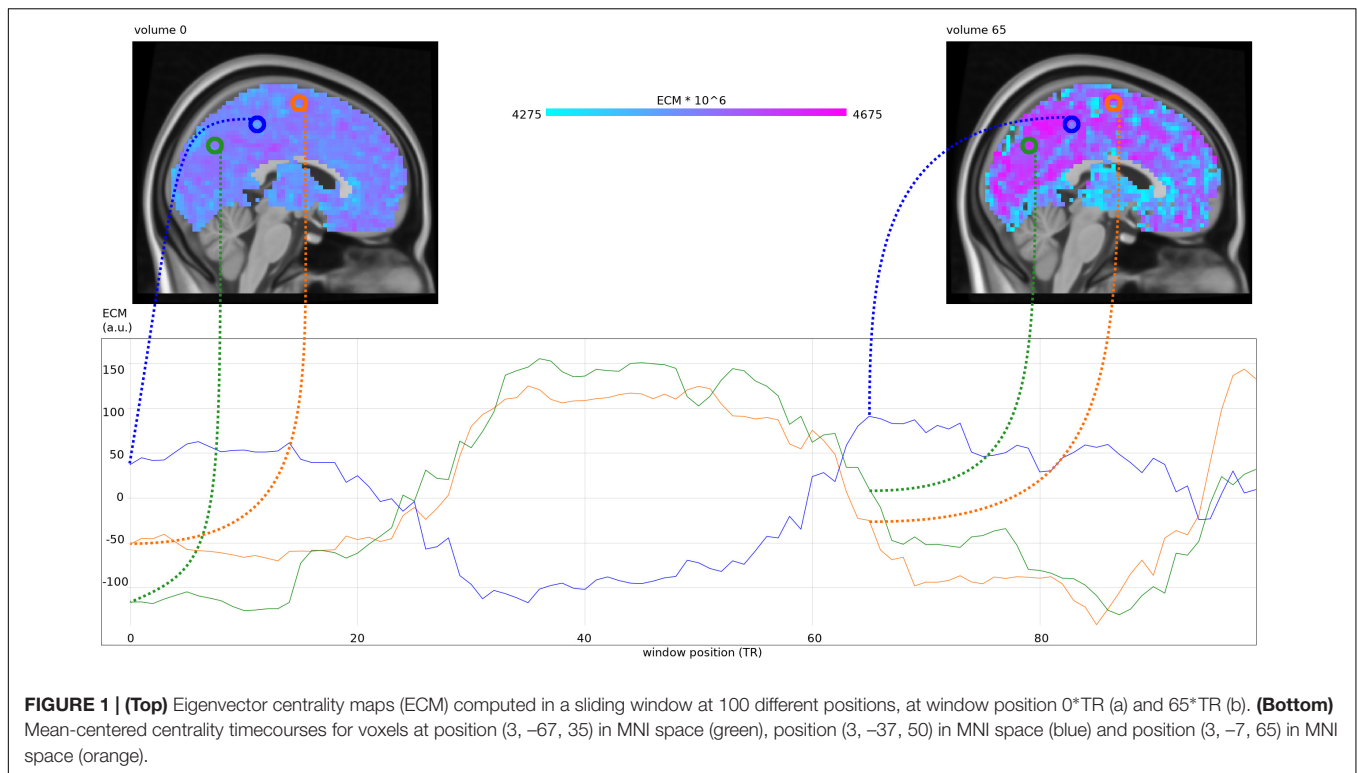 volume 0
volume 65
ECM * 10^6
4275
4675
ECM
(a.u.)
150
100
50
0
-50
-100
0
20
40
60
80
window position (TR)
FIGURE 1 | (Top) Eigenvector centrality maps (ECM) computed in a sliding window at 100 different positions, at window position 0*TR (a) and 65*TR (b). (Bottom)
Mean-centered centrality timecourses for voxels at position (3, –67, 35) in MNI space (green), position (3, –37, 50) in MNI space (blue) and position (3, –7, 65) in MNI
space (orange).